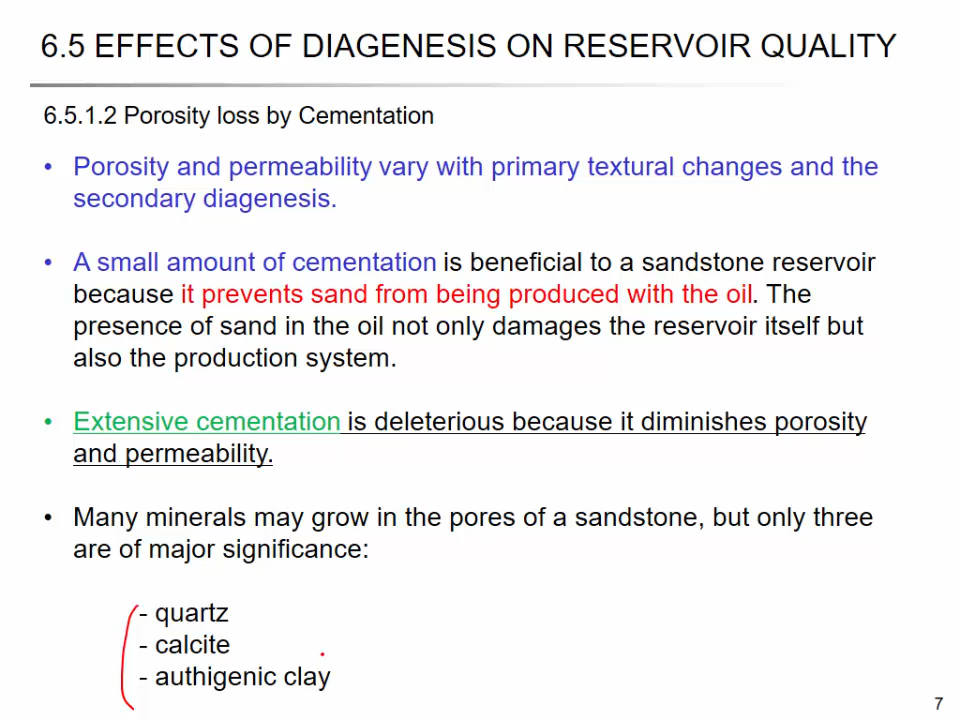 6.5 EFFECTS OF DIAGENESIS ON RESERVOIR QUALITY
6.5.1.2 Porosity loss by Cementation
• Porosity and permeability vary with primary textural changes and the
secondary diagenesis.
• A small amount of cementation is beneficial to a sandstone reservoir
because it prevents sand from being produced with the oil. The
presence of sand in the oil not only damages the reservoir itself but
also the production system.
• Extensive cementation is deleterious because it diminishes porosity
and permeability.
• Many minerals may grow in the pores of a sandstone, but only three
are of major significance:
- quartz
- calcite
- authigenic clay
7